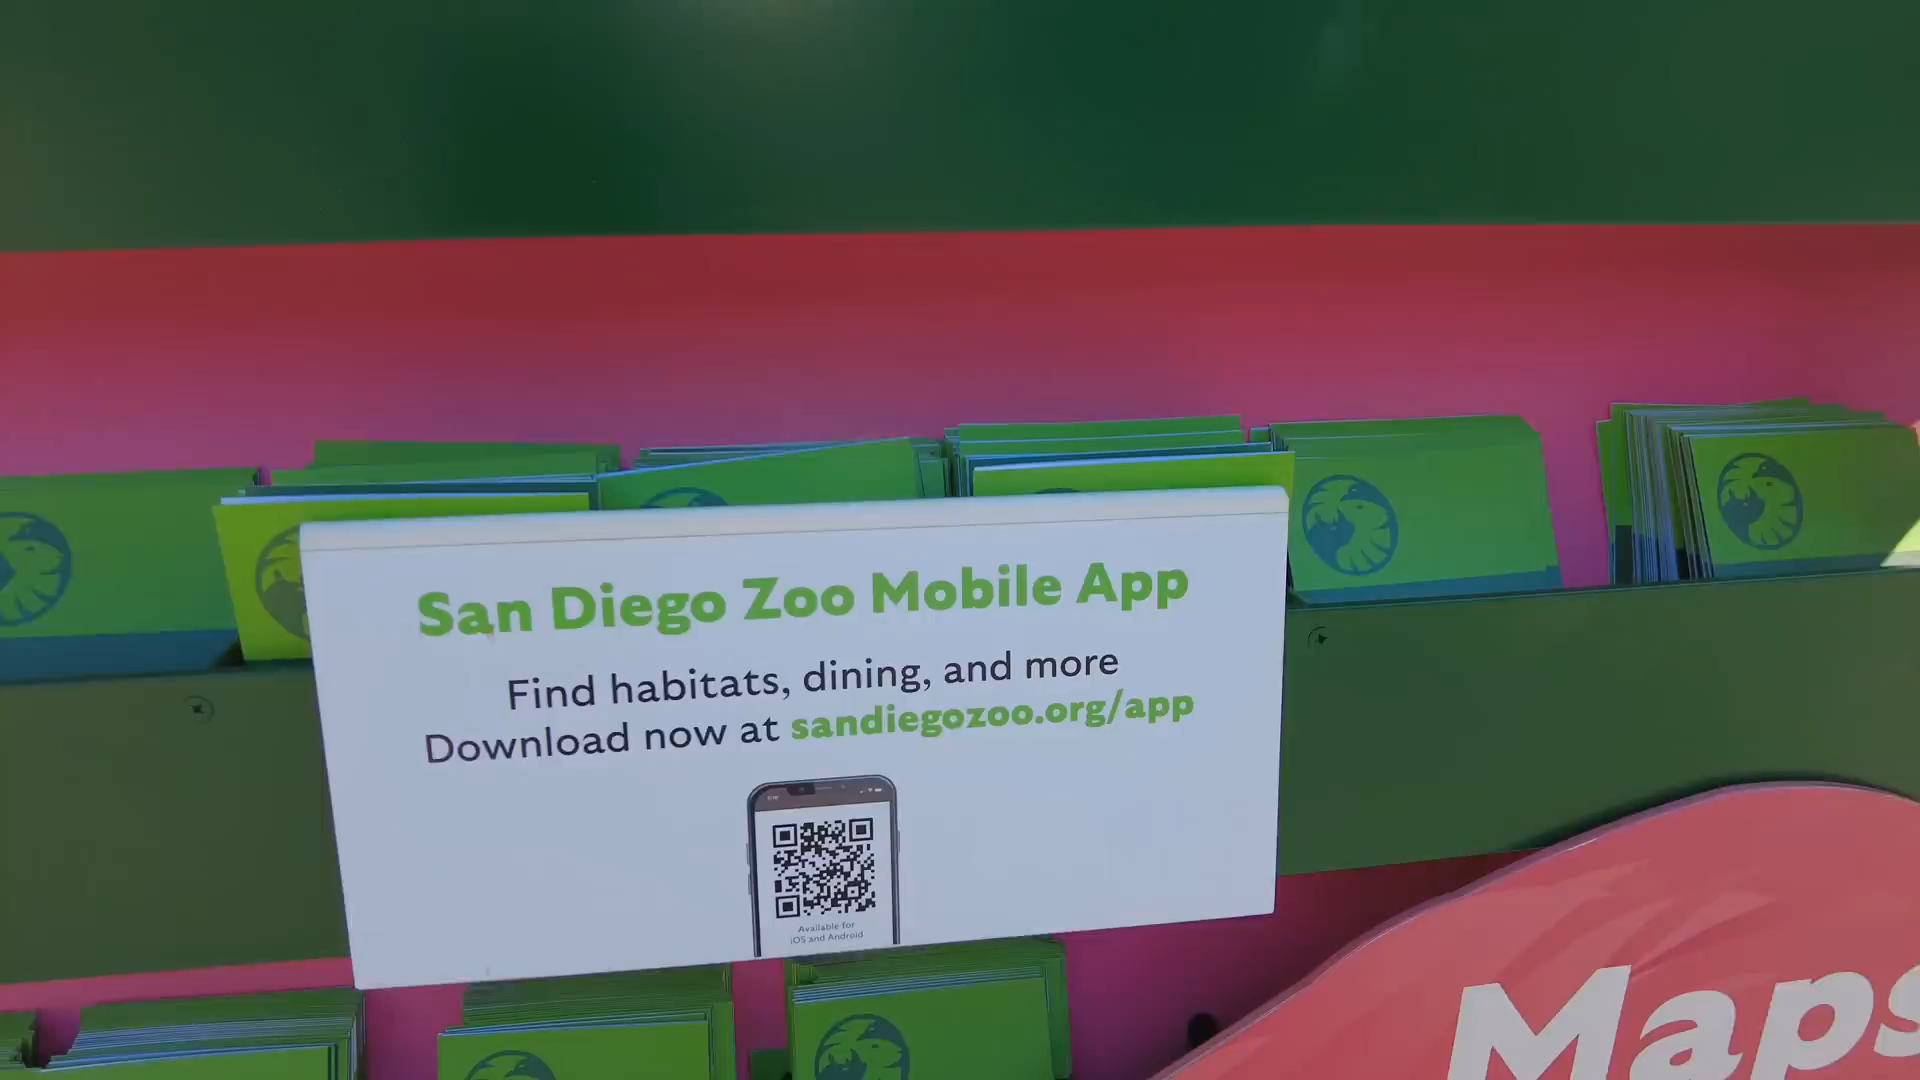 San Diego Zoo Mobile App
Find habitats, dining, and more
Download now at sandiegozoo.org/app
Available for
iOS and Android
Maps